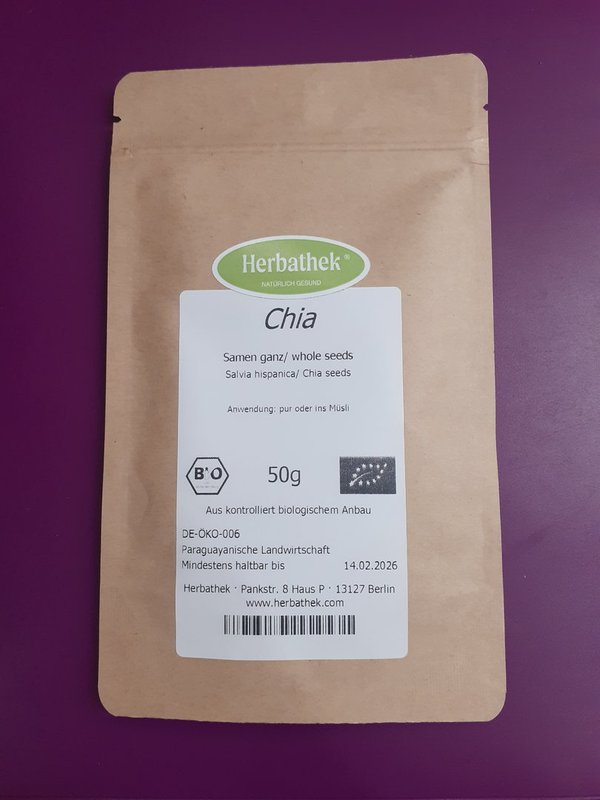 Herbathek®
NATÜRLICH GESUND
Chia
Samen ganz/ whole seeds
Salvia hispanica/ Chia seeds
Anwendung: pur oder ins Müsli
BIO
50g
Aus kontrolliert biologischem Anbau
DE-ÖKO-006
Paraguayanische Landwirtschaft
Mindestens haltbar bis 14.02.2026
Herbathek · Pankstr. 8 Haus P · 13127 Berlin
www.herbathek.com